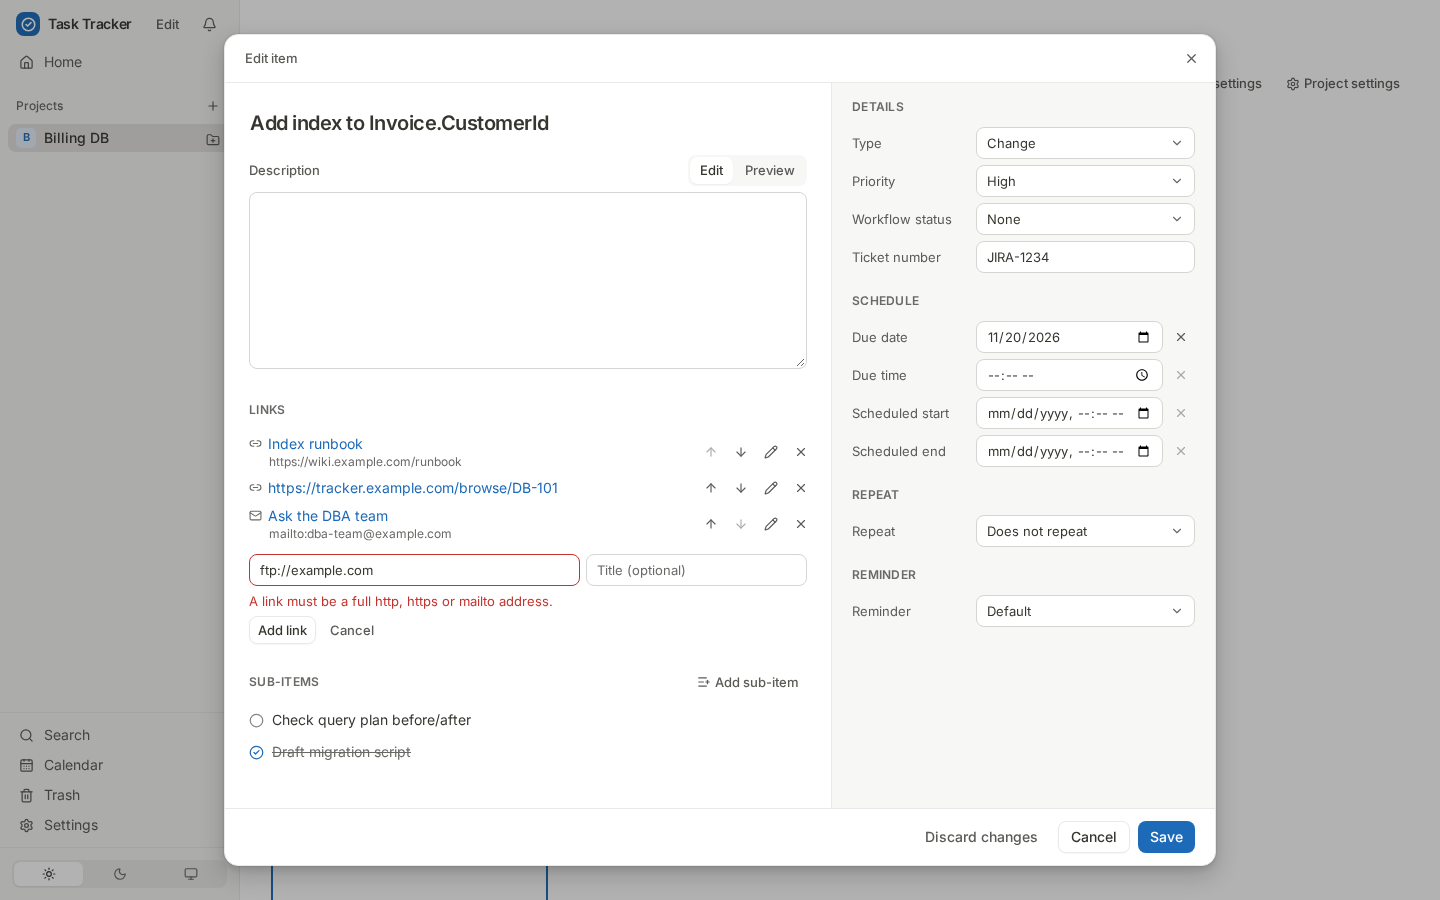 Task Tracker
Edit
Home
Projects
B Billing DB
Search
Calendar
Trash
Settings
settings
Project settings
Edit item
Add index to Invoice.CustomerId
Description
Edit Preview
LINKS
Index runbook
https://wiki.example.com/runbook
https://tracker.example.com/browse/DB-101
Ask the DBA team
mailto:dba-team@example.com
ftp://example.com
Title (optional)
A link must be a full http, https or mailto address.
Add link Cancel
SUB-ITEMS
Add sub-item
Check query plan before/after
Draft migration script
DETAILS
Type Change
Priority High
Workflow status None
Ticket number JIRA-1234
SCHEDULE
Due date 11/20/2026
Due time --:-- --
Scheduled start mm/dd/yyyy, --:-- --
Scheduled end mm/dd/yyyy, --:-- --
REPEAT
Repeat Does not repeat
REMINDER
Reminder Default
Discard changes Cancel Save